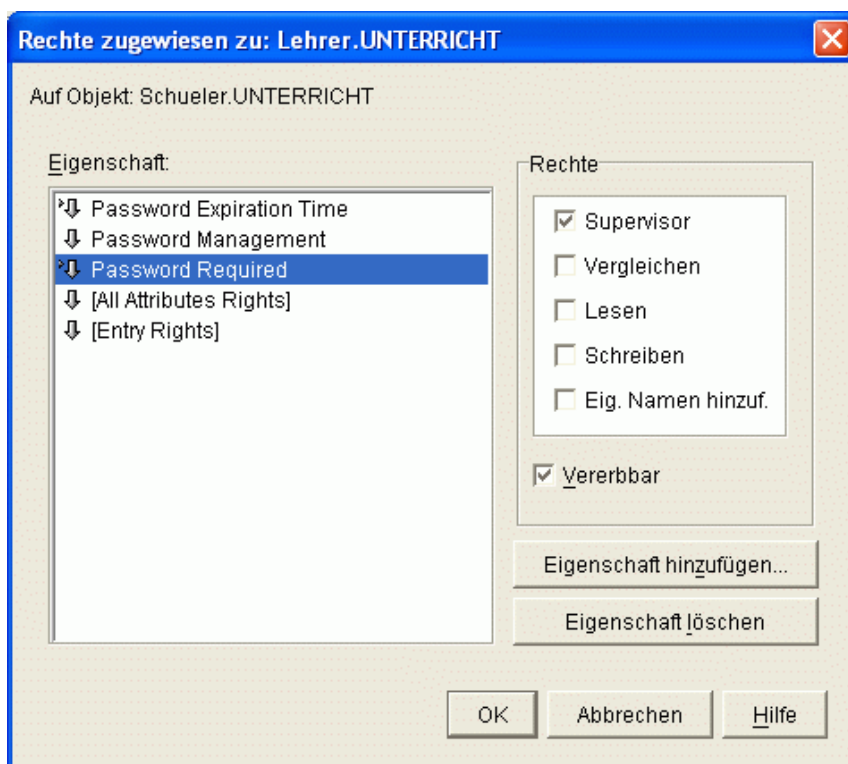 Rechte zugewiesen zu: Lehrer.UNTERRICHT
Auf Objekt: Schueler.UNTERRICHT
Eigenschaft:
Password Expiration Time
Password Management
Password Required
[All Attributes Rights]
[Entry Rights]
Rechte
Supervisor
Vergleichen
Lesen
Schreiben
Eig. Namen hinzuf.
Vererbbar
Eigenschaft hinzufügen...
Eigenschaft löschen
OK Abbrechen Hilfe